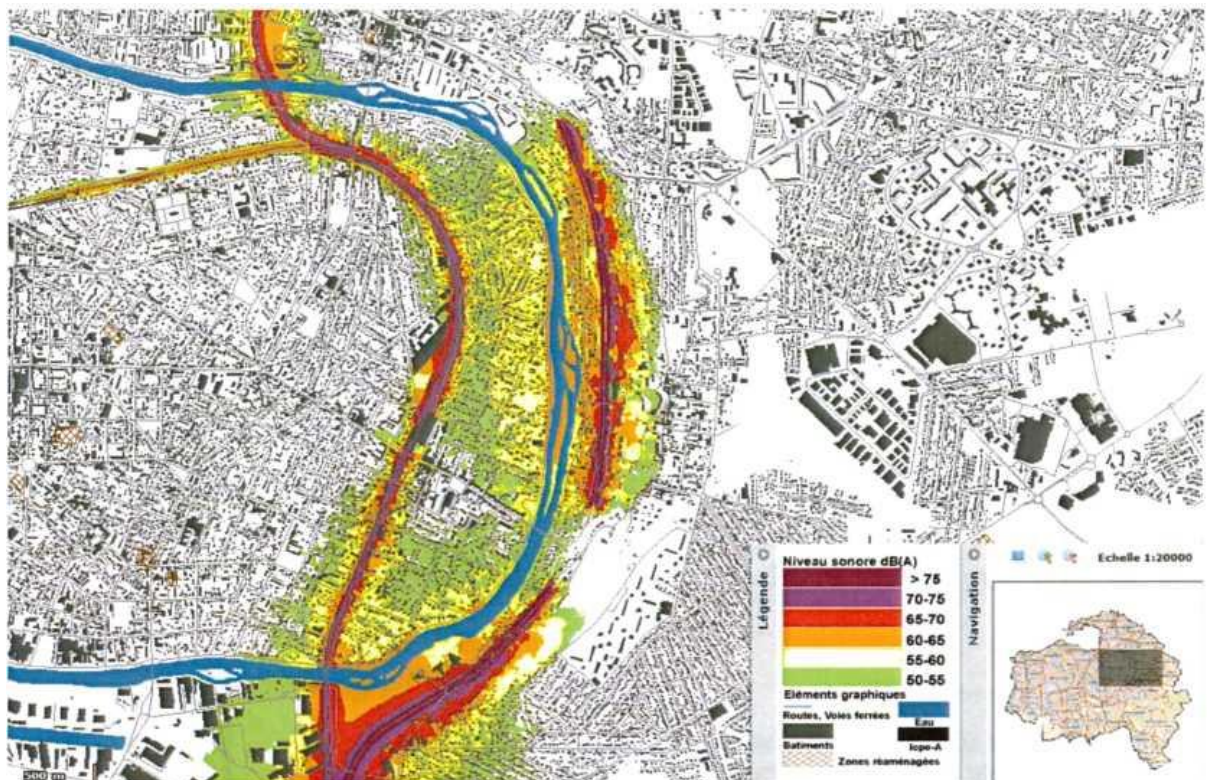 Légende
Niveau sonore dB(A)
> 75
70-75
65-70
60-65
55-60
50-55
Eléments graphiques
Routes, Voies ferrées
Eau
Batiments
Icpe-A
Zones réaménagées
Navigation
Echelle 1:20000
500 m